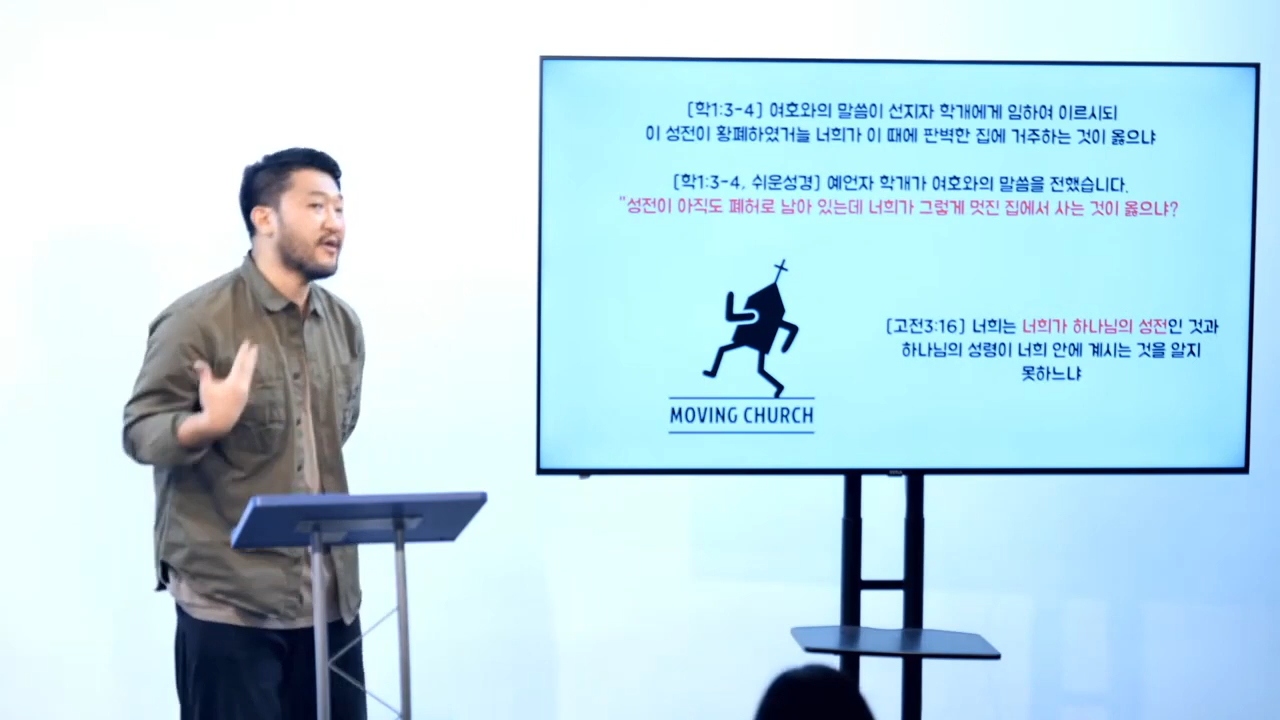 [학1:3-4] 여호와의 말씀이 선지자 학개에게 임하여 이르시되
이 성전이 황폐하였거늘 너희가 이 때에 판벽한 집에 거주하는 것이 옳으냐
[학1:3-4, 쉬운성경] 예언자 학개가 여호와의 말씀을 전했습니다.
"성전이 아직도 폐허로 남아 있는데 너희가 그렇게 멋진 집에서 사는 것이 옳으냐?
[고전3:16] 너희는 너희가 하나님의 성전인 것과
하나님의 성령이 너희 안에 계시는 것을 알지
못하느냐
MOVING CHURCH